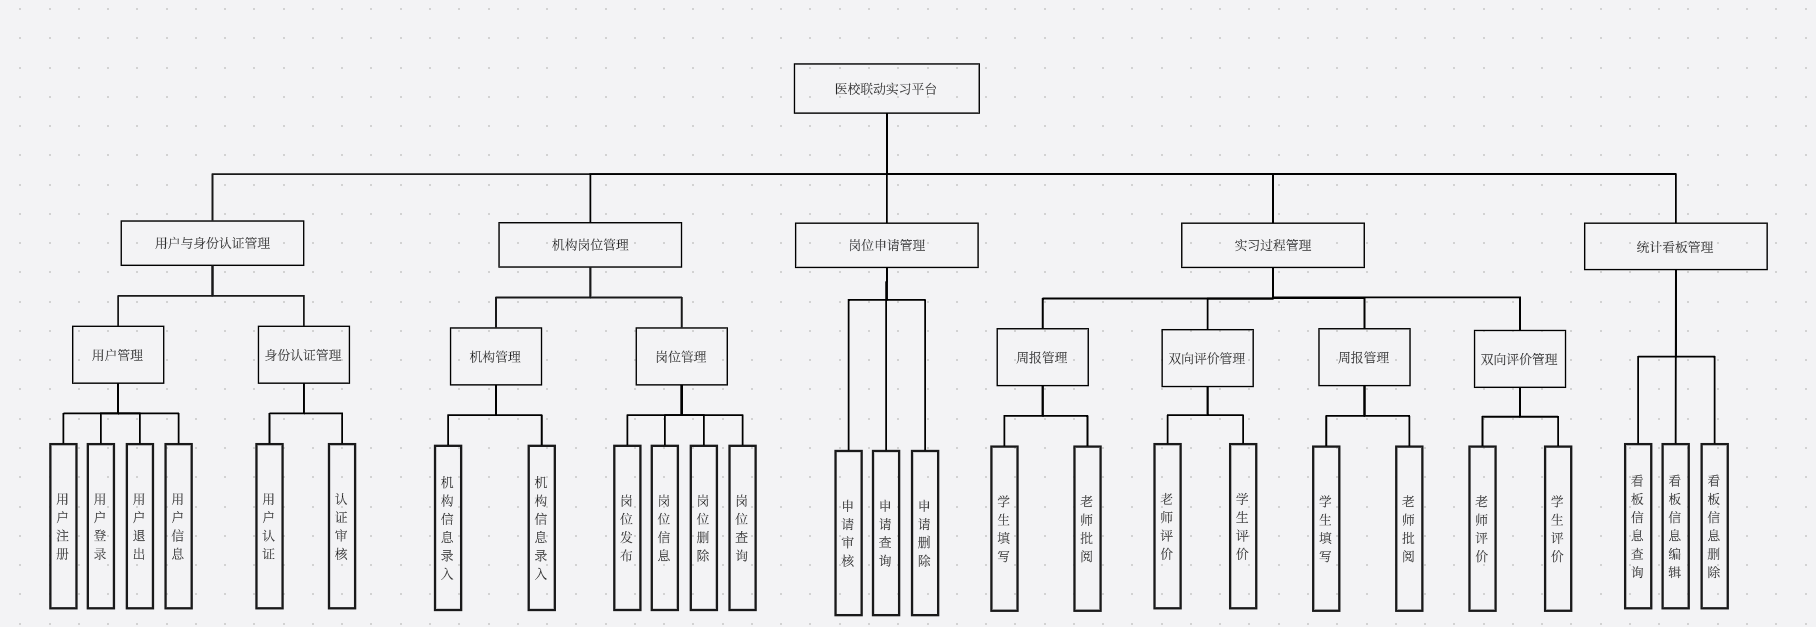 医校联动实习平台
用户与身份认证管理
机构岗位管理
岗位申请管理
实习过程管理
统计看板管理
用户管理
身份认证管理
机构管理
岗位管理
周报管理
双向评价管理
周报管理
双向评价管理
用户注册
用户登录
用户退出
用户信息
用户认证
认证审核
机构信息录入
机构信息录入
岗位发布
岗位信息
岗位删除
岗位查询
申请审核
申请查询
申请删除
学生填写
老师批阅
老师评价
学生评价
学生填写
老师批阅
老师评价
学生评价
看板信息查询
看板信息编辑
看板信息删除